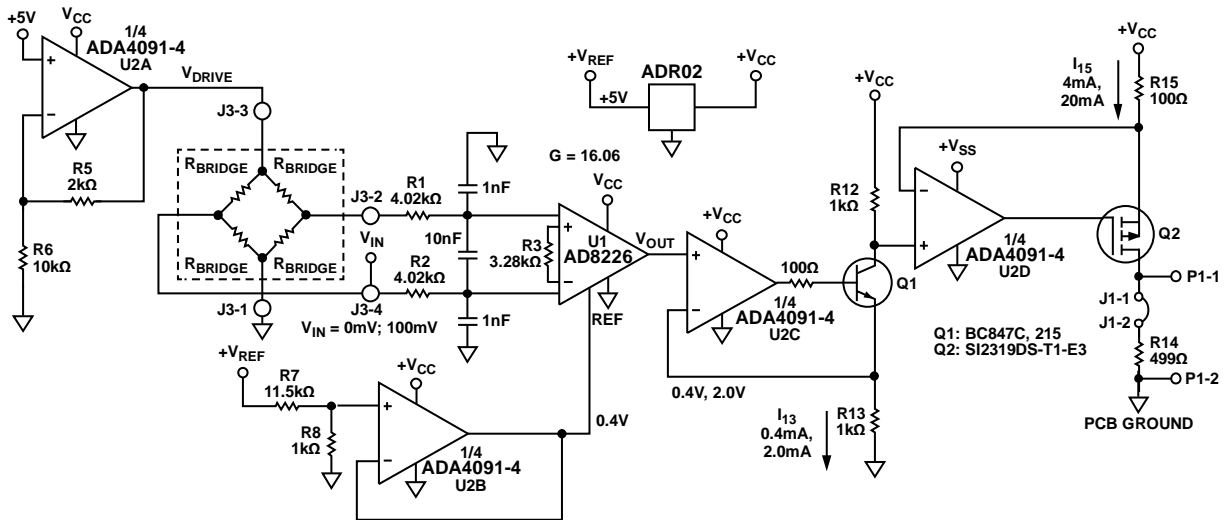 +5V
VCC
1/4
ADA4091-4
U2A
VDRIVE
J3-3
R5
2kΩ
R6
10kΩ
RBRIDGE
RBRIDGE
RBRIDGE
RBRIDGE
J3-1
J3-2
VIN
J3-4
VIN = 0mV; 100mV
R1
4.02kΩ
R2
4.02kΩ
1nF
10nF
1nF
+VREF
+5V
ADR02
+VCC
G = 16.06
VCC
R3
3.28kΩ
+
−
U1
AD8226
VOUT
REF
+VREF
R7
11.5kΩ
R8
1kΩ
+VCC
+
−
1/4
ADA4091-4
U2B
0.4V
+VCC
+
−
1/4
ADA4091-4
U2C
100Ω
+VCC
R12
1kΩ
Q1
0.4V, 2.0V
I13
0.4mA,
2.0mA
R13
1kΩ
+VSS
−
+
1/4
ADA4091-4
U2D
+VCC
I15
4mA,
20mA
R15
100Ω
Q2
P1-1
J1-1
J1-2
R14
499Ω
P1-2
PCB GROUND
Q1: BC847C, 215
Q2: SI2319DS-T1-E3